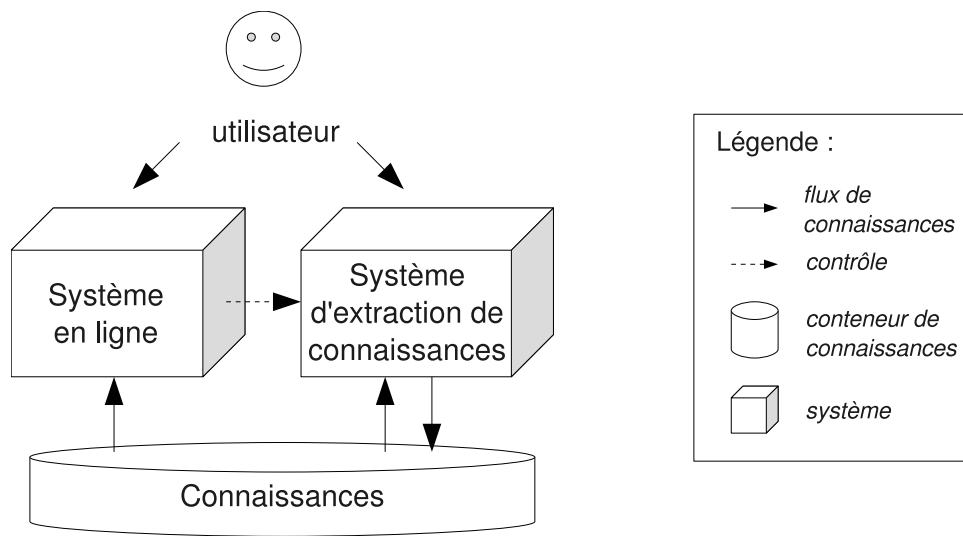 utilisateur
Système
en ligne
Système
d'extraction de
connaissances
Connaissances
Légende :
flux de
connaissances
contrôle
conteneur de
connaissances
système